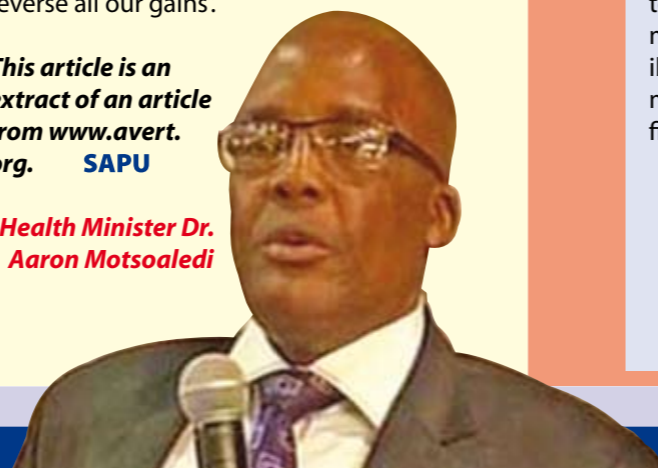 everse all our gains.
This article is an
extract of an article
from www.avert.
org. SAPU
Health Minister Dr.
Aaron Motsoaledi